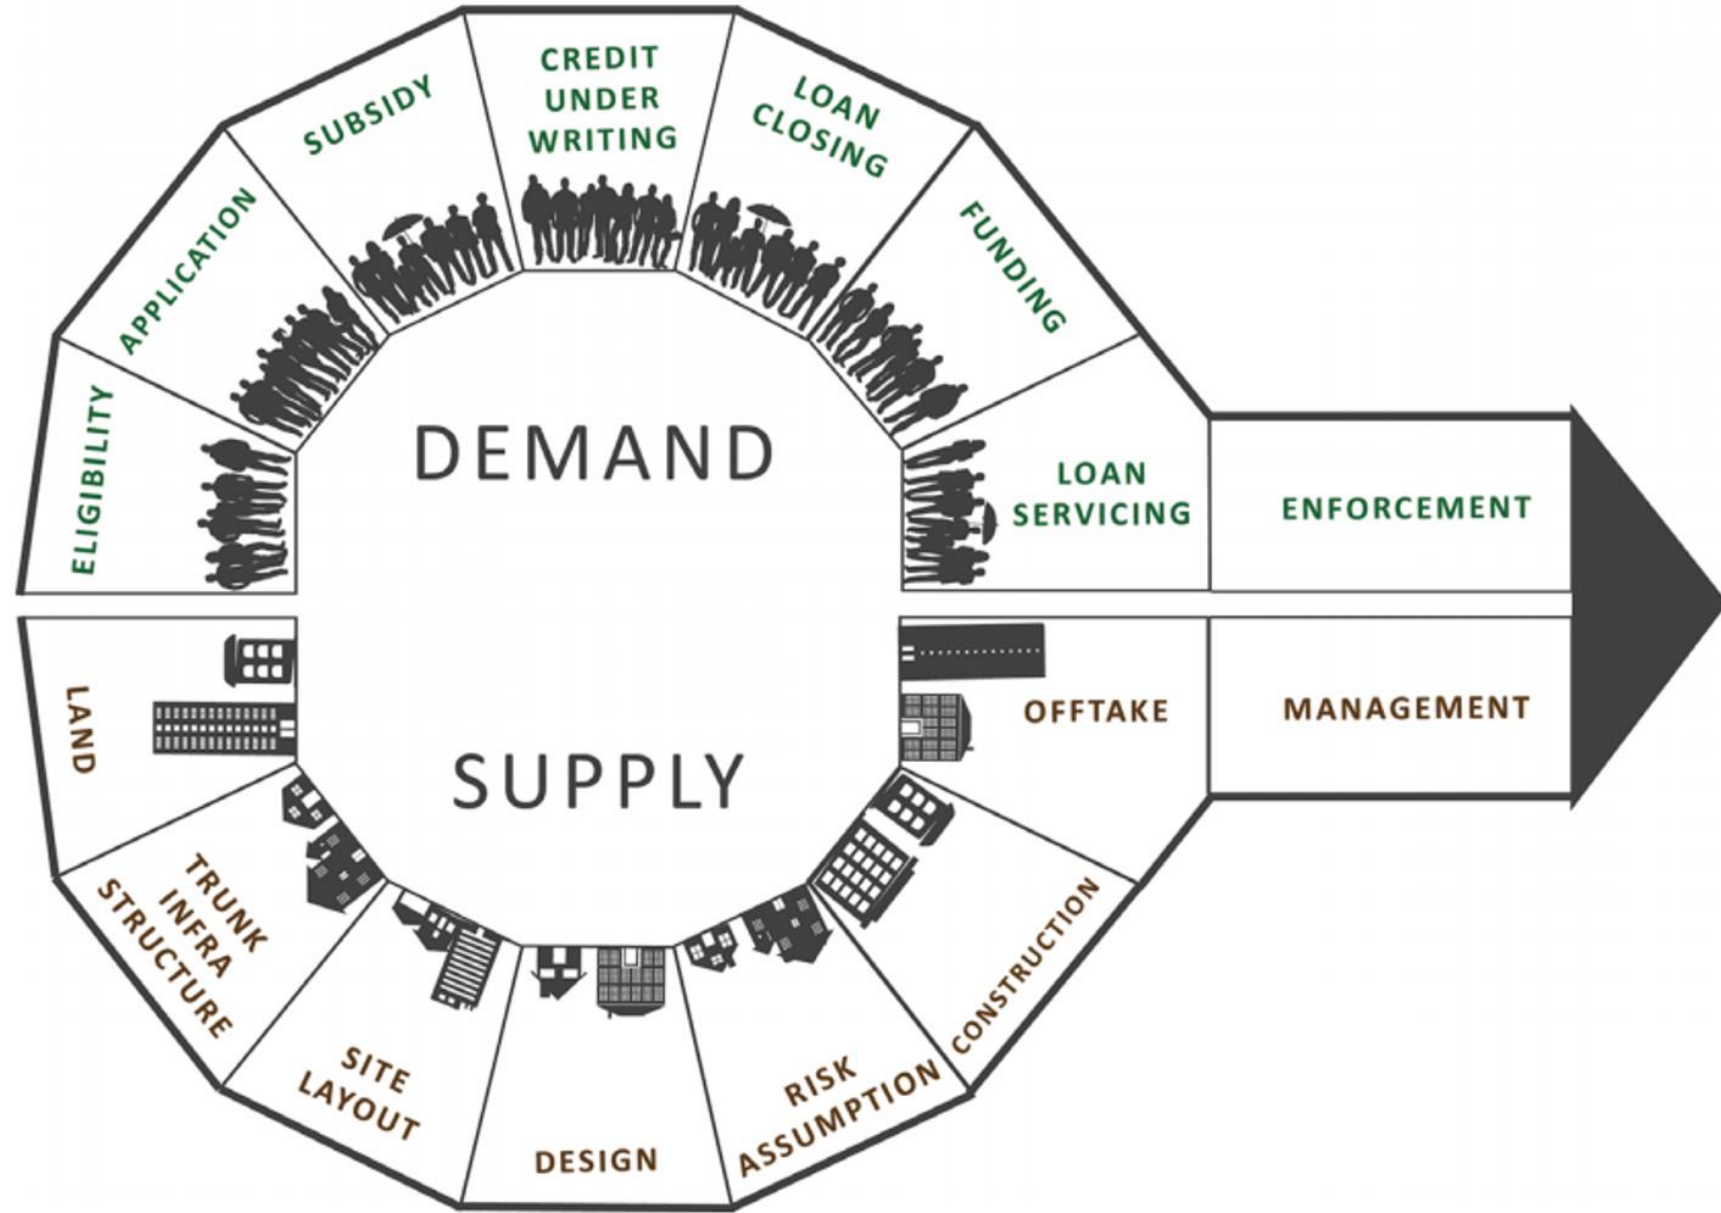 ELIGIBILITY
APPLICATION
SUBSIDY
CREDIT
UNDER
WRITING
LOAN
CLOSING
FUNDING
LOAN
SERVICING
ENFORCEMENT
DEMAND
SUPPLY
LAND
TRUNK
INFRA
STRUCTURE
SITE
LAYOUT
DESIGN
RISK
ASSUMPTION
CONSTRUCTION
OFFTAKE
MANAGEMENT